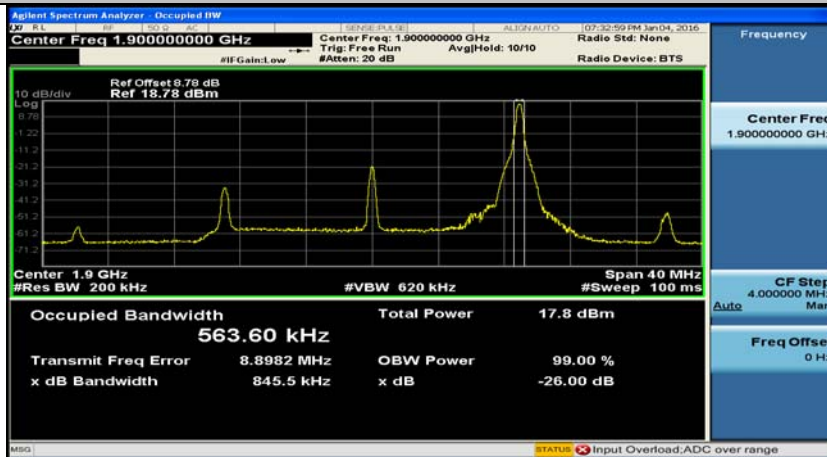 Agilent Spectrum Analyzer - Occupied BW
RL RF 50 Ω AC SENSE:PULSE ALIGN AUTO 07:32:59 PM Jan 04, 2016
Center Freq 1.900000000 GHz Center Freq: 1.900000000 GHz Radio Std: None
Trig: Free Run Avg|Hold: 10/10
#IFGain:Low #Atten: 20 dB Radio Device: BTS
Ref Offset 8.78 dB
10 dB/div Ref 18.78 dBm
Log
8.78
-1.22
-11.2
-21.2
-31.2
-41.2
-51.2
-61.2
-71.2
Center 1.9 GHz Span 40 MHz
#Res BW 200 kHz #VBW 620 kHz #Sweep 100 ms
Occupied Bandwidth Total Power 17.8 dBm
563.60 kHz
Transmit Freq Error 8.8982 MHz OBW Power 99.00 %
x dB Bandwidth 845.5 kHz x dB -26.00 dB
MSG STATUS Input Overload;ADC over range
Frequency
Center Freq
1.900000000 GHz
CF Step
4.000000 MHz
Auto Man
Freq Offset
0 Hz